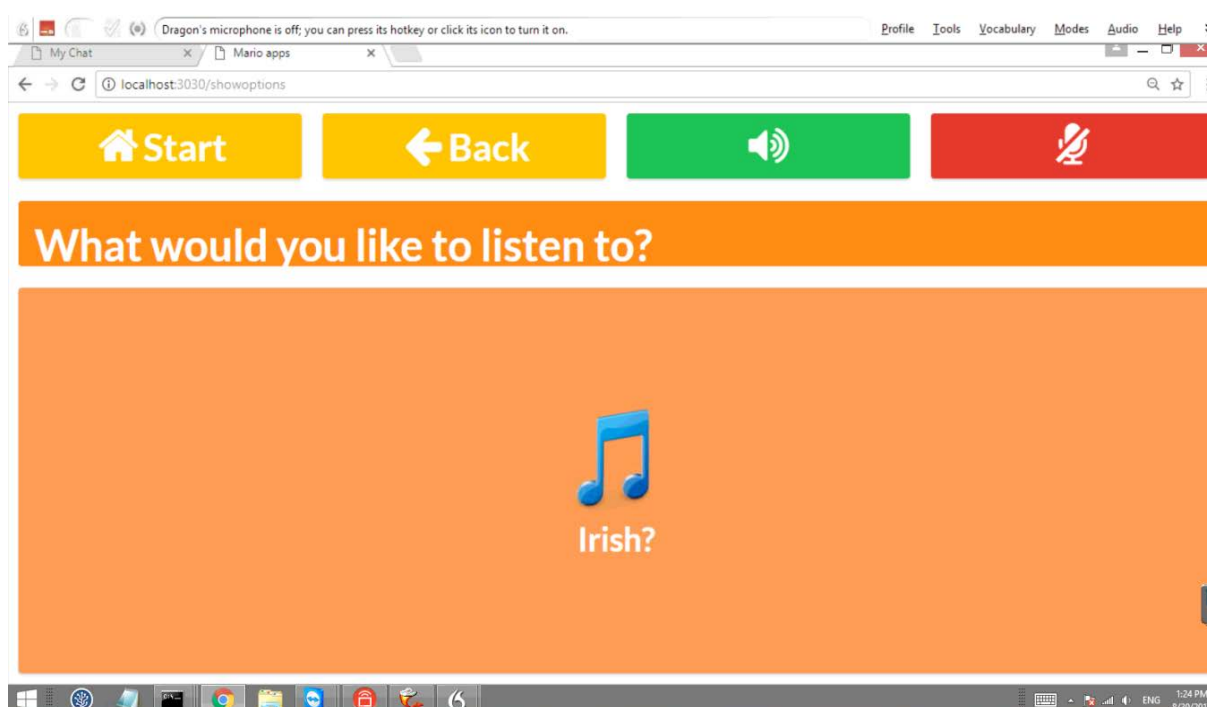 Dragon's microphone is off; you can press its hotkey or click its icon to turn it on. Profile Tools Vocabulary Modes Audio Help
My Chat Mario apps
localhost:3030/showoptions
Start Back
What would you like to listen to?
Irish?
ENG 1:24 PM